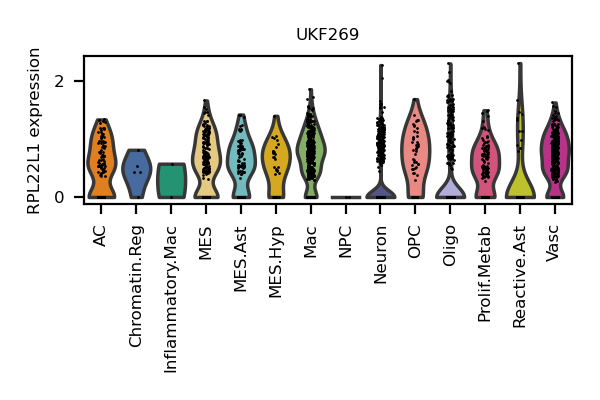 UKF269
RPL22L1 expression
2
0
AC
Chromatin.Reg
Inflammatory.Mac
MES
MES.Ast
MES.Hyp
Mac
NPC
Neuron
OPC
Oligo
Prolif.Metab
Reactive.Ast
Vasc